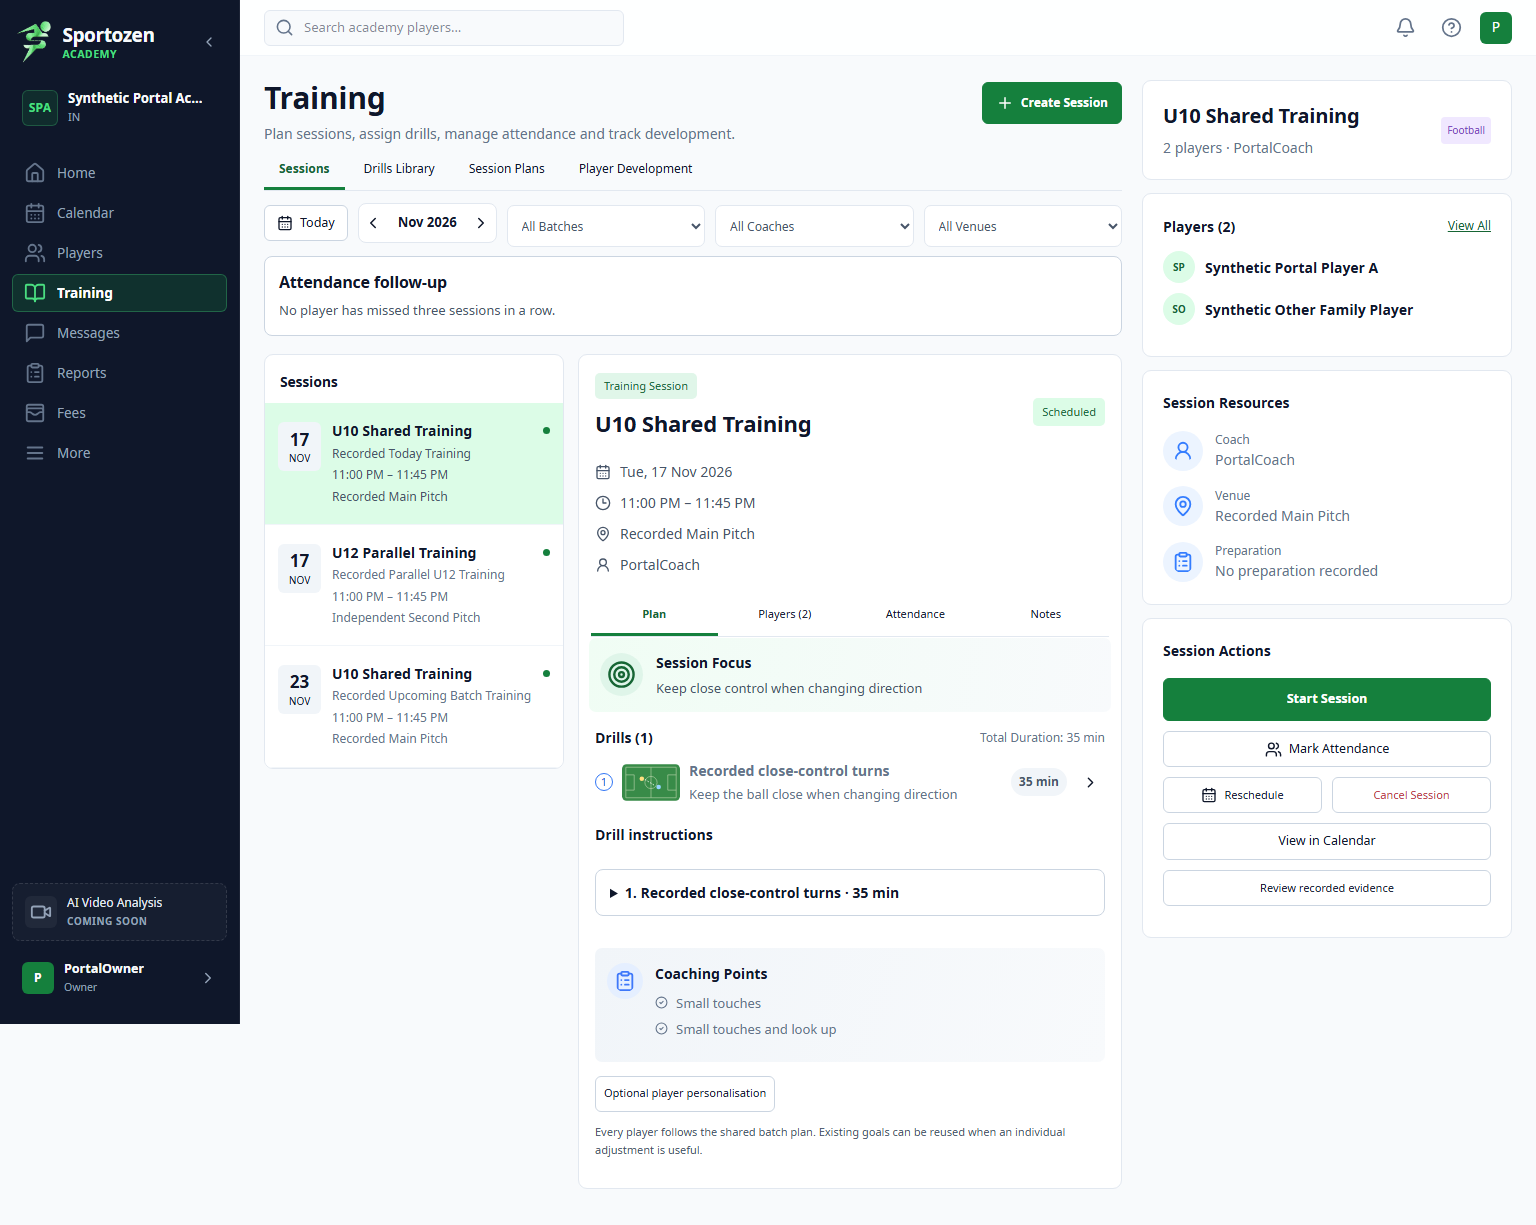 Sportozen
ACADEMY
SPA
Synthetic Portal Ac...
IN
Home
Calendar
Players
Training
Messages
Reports
Fees
More
AI Video Analysis
COMING SOON
P
PortalOwner
Owner
Search academy players...
P
Training
Plan sessions, assign drills, manage attendance and track development.
Create Session
Sessions
Drills Library
Session Plans
Player Development
Today
Nov 2026
All Batches
All Coaches
All Venues
Attendance follow-up
No player has missed three sessions in a row.
Sessions
17
NOV
U10 Shared Training
Recorded Today Training
11:00 PM – 11:45 PM
Recorded Main Pitch
17
NOV
U12 Parallel Training
Recorded Parallel U12 Training
11:00 PM – 11:45 PM
Independent Second Pitch
23
NOV
U10 Shared Training
Recorded Upcoming Batch Training
11:00 PM – 11:45 PM
Recorded Main Pitch
Training Session
U10 Shared Training
Scheduled
Tue, 17 Nov 2026
11:00 PM – 11:45 PM
Recorded Main Pitch
PortalCoach
Plan
Players (2)
Attendance
Notes
Session Focus
Keep close control when changing direction
Drills (1)
Total Duration: 35 min
1
Recorded close-control turns
Keep the ball close when changing direction
35 min
Drill instructions
1. Recorded close-control turns · 35 min
Coaching Points
Small touches
Small touches and look up
Optional player personalisation
Every player follows the shared batch plan. Existing goals can be reused when an individual
adjustment is useful.
U10 Shared Training
2 players · PortalCoach
Football
Players (2)
View All
SP
Synthetic Portal Player A
SO
Synthetic Other Family Player
Session Resources
Coach
PortalCoach
Venue
Recorded Main Pitch
Preparation
No preparation recorded
Session Actions
Start Session
Mark Attendance
Reschedule
Cancel Session
View in Calendar
Review recorded evidence